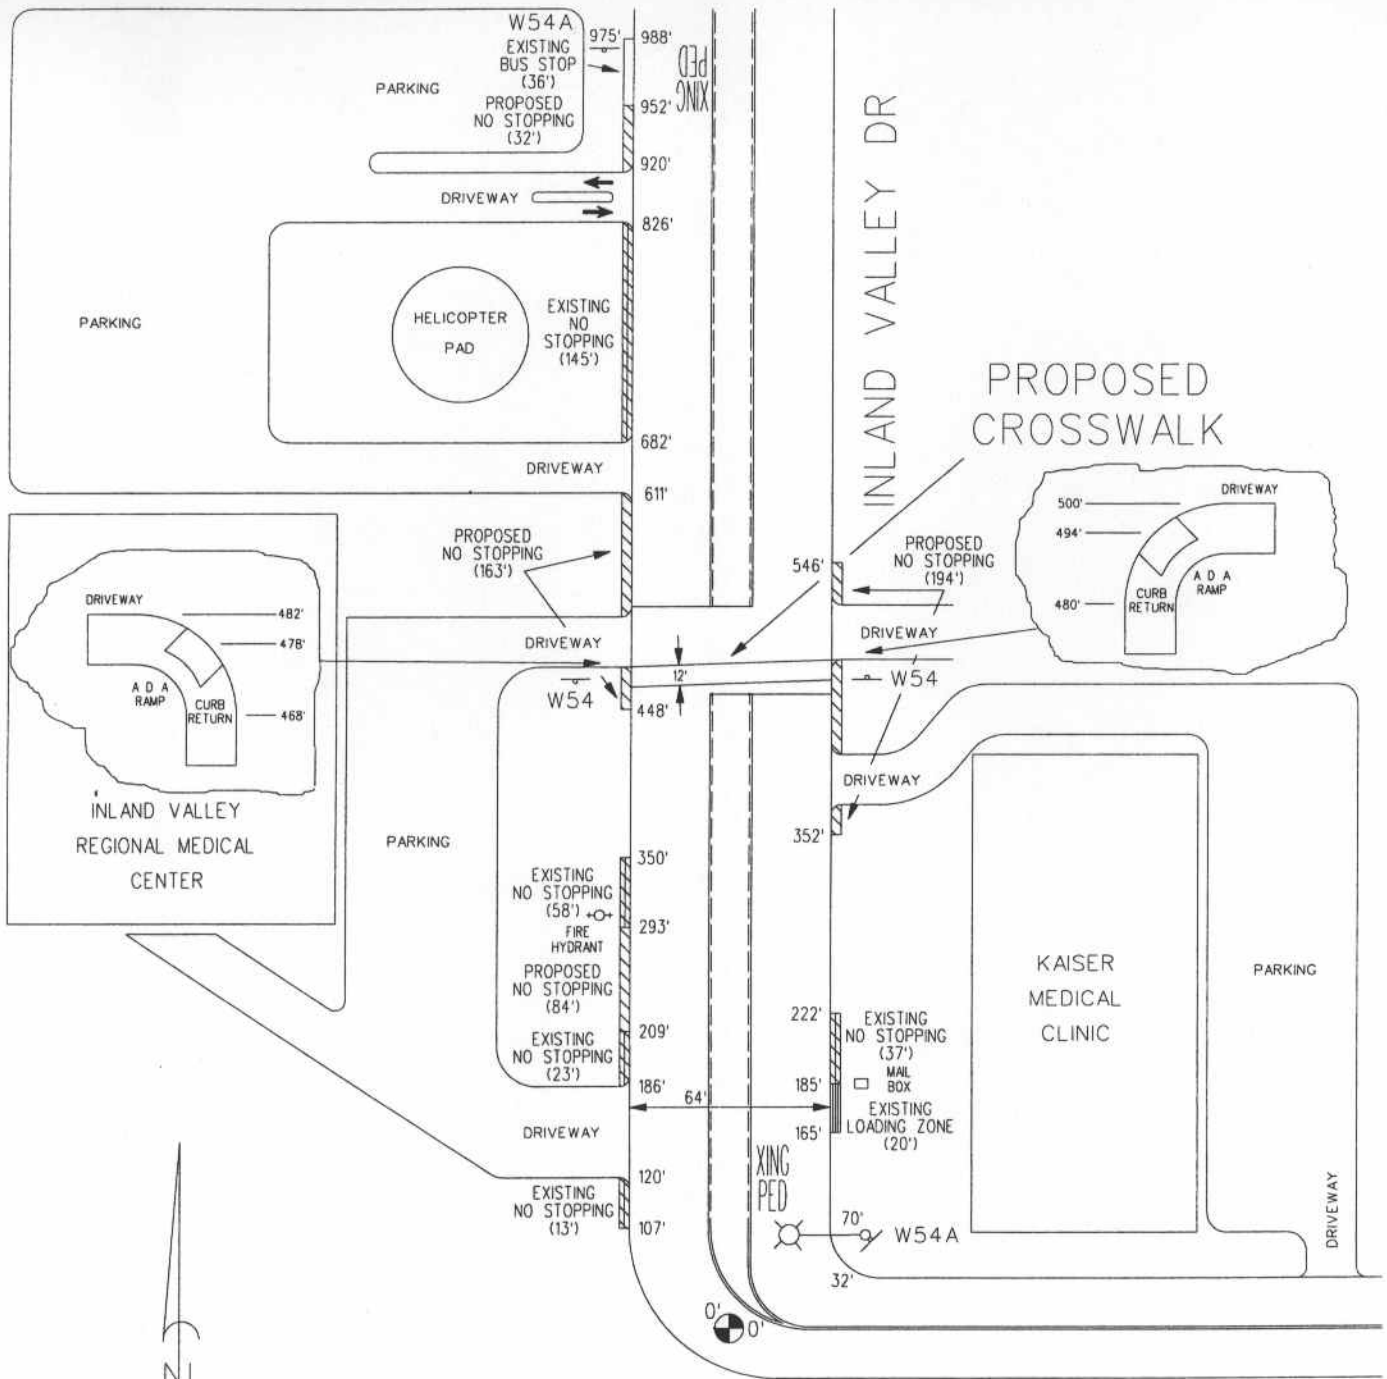 W54A
EXISTING
BUS STOP
(36')
PROPOSED
NO STOPPING
(32')
975'
988'
952'
920'
PARKING
XING
PED
DRIVEWAY
826'
PARKING
HELICOPTER
PAD
EXISTING
NO
STOPPING
(145')
682'
DRIVEWAY
611'
INLAND VALLEY DR
PROPOSED
CROSSWALK
PROPOSED
NO STOPPING
(163')
546'
PROPOSED
NO STOPPING
(194')
500'
494'
480'
DRIVEWAY
A D A
RAMP
CURB
RETURN
DRIVEWAY
482'
478'
468'
A D A
RAMP
CURB
RETURN
INLAND VALLEY
REGIONAL MEDICAL
CENTER
DRIVEWAY
DRIVEWAY
12'
W54
W54
448'
DRIVEWAY
352'
PARKING
350'
EXISTING
NO STOPPING
(58')
293'
FIRE
HYDRANT
PROPOSED
NO STOPPING
(84')
209'
EXISTING
NO STOPPING
(23')
186'
KAISER
MEDICAL
CLINIC
PARKING
222'
EXISTING
NO STOPPING
(37')
MAIL
BOX
185'
EXISTING
LOADING ZONE
(20')
165'
64'
DRIVEWAY
120'
EXISTING
NO STOPPING
(13')
107'
XING
PED
70'
W54A
32'
DRIVEWAY
0'
0'
N